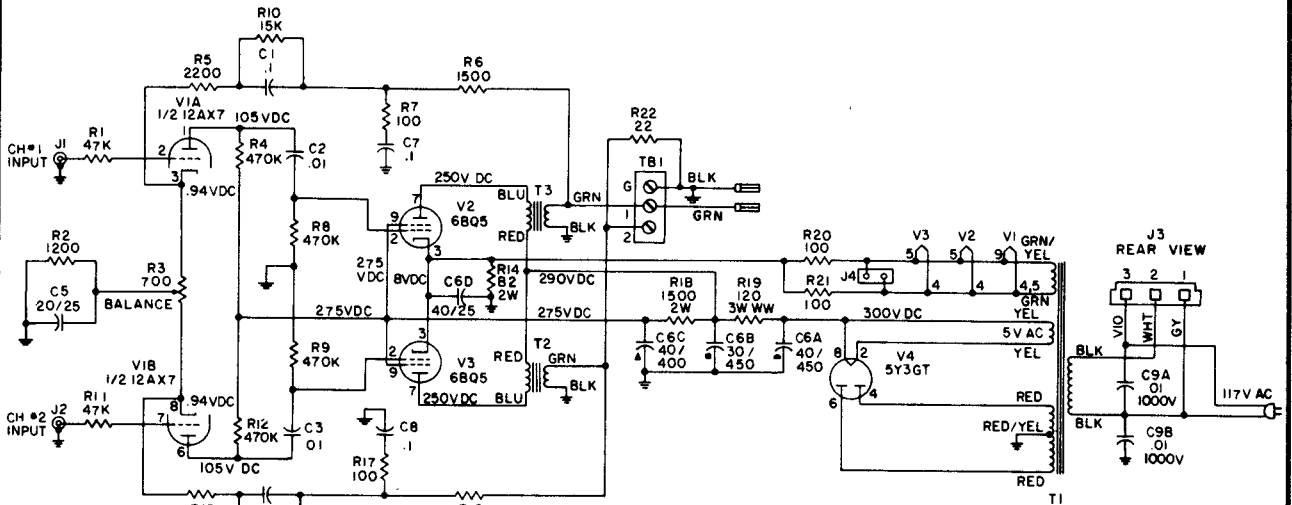 R10
15K
C1
.1
R5
2200
R6
1500
V1A
1/2 12AX7
R7
100
C7
.1
R22
22
CH#1
INPUT
J1
R1
47K
1
2
3
105VDC
R4
470K
C2
.01
.94VDC
250V DC
BLU
T3
GRN
BLK
RED
TB1
G
1
2
BLK
GRN
R2
1200
C5
20/25
R3
700
BALANCE
R8
470K
7
V2
6BQ5
9
2
3
275
VDC
8VDC
R14
82
2W
C6D
40/25
290VDC
R20
100
R21
100
J4
V3
V2
V1
5
5
9
4
4
4,5
GRN/
YEL
GRN
J3
REAR VIEW
3
2
1
VIO
WHT
GY
275VDC
275VDC
R18
1500
2W
R19
120
3W WW
300VDC
YEL
5VAC
YEL
C6C
40/
400
C6B
30/
450
C6A
40/
450
8
2
V4
5Y3GT
6
4
RED
RED/YEL
RED
T1
BLK
BLK
C9A
.01
1000V
C9B
.01
1000V
117V AC
V1B
1/2 12AX7
R9
470K
3
2
9
V3
6BQ5
7
250VDC
RED
T2
GRN
BLK
BLU
CH #2
INPUT
J2
R11
47K
8
7
6
.94VDC
R12
470K
C3
.01
105V DC
C8
.1
R17
100